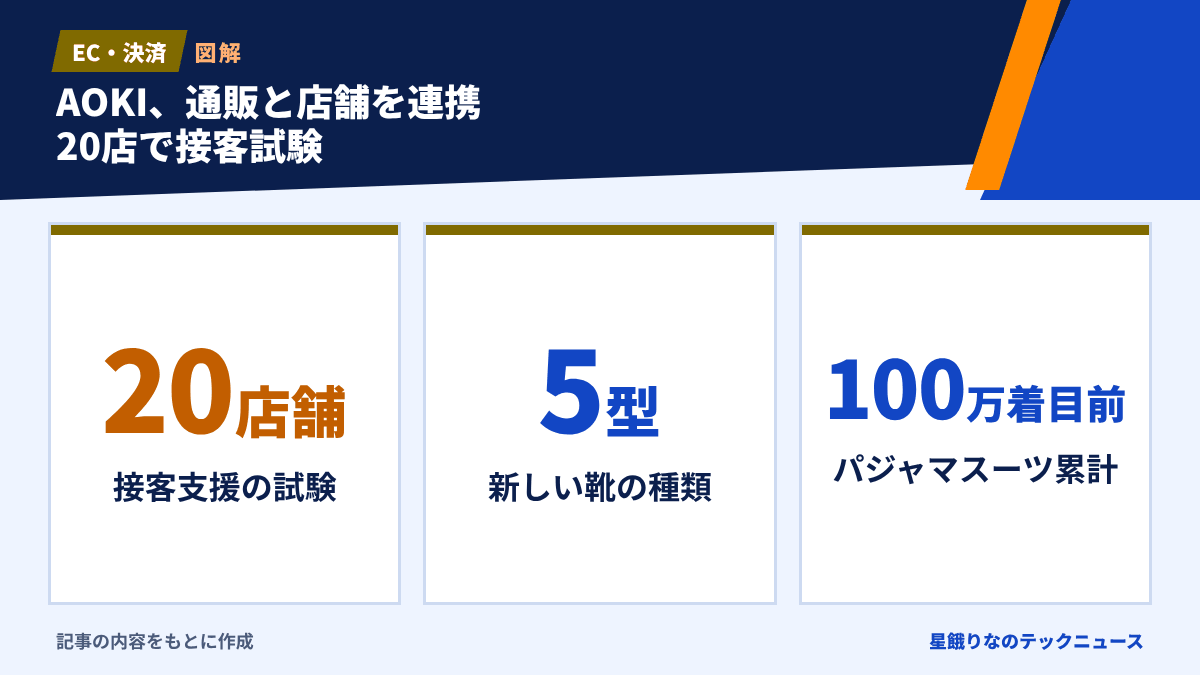 EC・決済 図解
AOKI、通販と店舗を連携
20店で接客試験
20店舗
接客支援の試験
5型
新しい靴の種類
100万着目前
パジャマスーツ累計
記事の内容をもとに作成
星餓りなのテックニュース